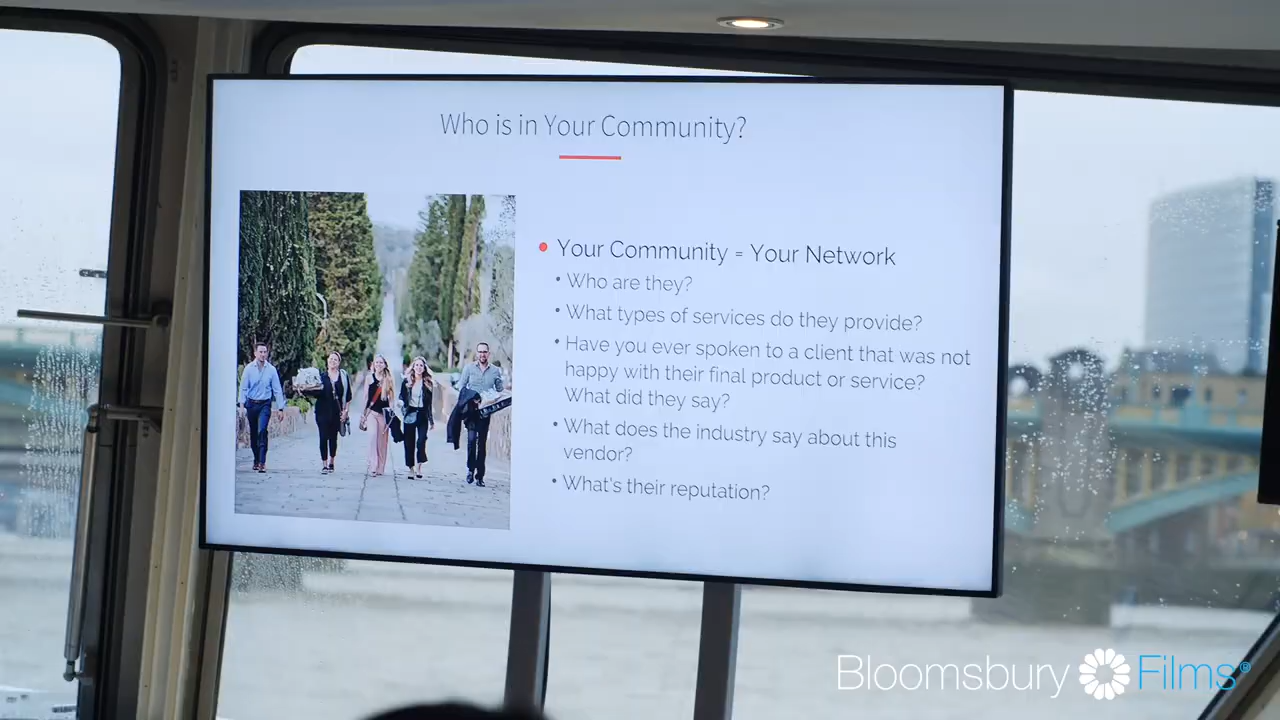 Who is in Your Community?
Your Community = Your Network
Who are they?
What types of services do they provide?
Have you ever spoken to a client that was not
happy with their final product or service?
What did they say?
What does the industry say about this
vendor?
What's their reputation?
Bloomsbury Films®